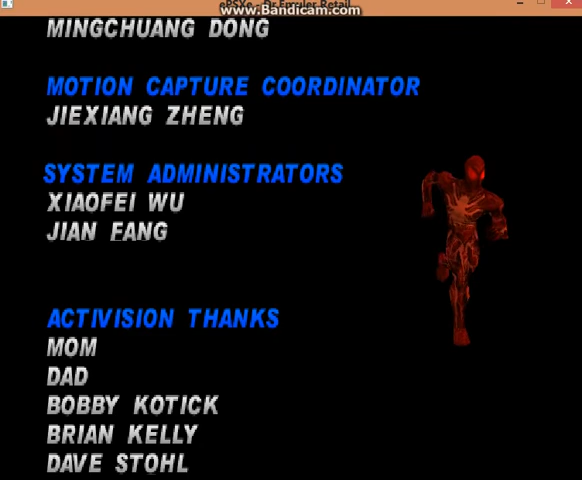 www.Bandicam.com
MINGCHUANG DONG
MOTION CAPTURE COORDINATOR
JIEXIANG ZHENG
SYSTEM ADMINISTRATORS
XIAOFEI WU
JIAN FANG
ACTIVISION THANKS
MOM
DAD
BOBBY KOTICK
BRIAN KELLY
DAVE STOHL